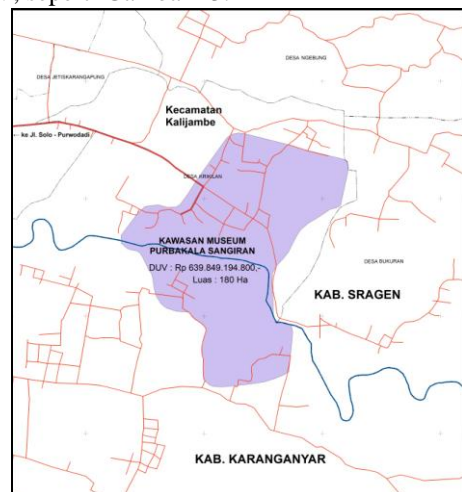 DESA NGEBUNG
DESA JETISKARANGPUNG
Kecamatan
Kalijambe
ke Jl. Solo - Purwodadi
DESA KRIKILAN
KAWASAN MUSEUM
PURBAKALA SANGIRAN
DUV : Rp 639.849.194.800,-
Luas : 180 Ha
DESA BUKURAN
KAB. SRAGEN
KAB. KARANGANYAR